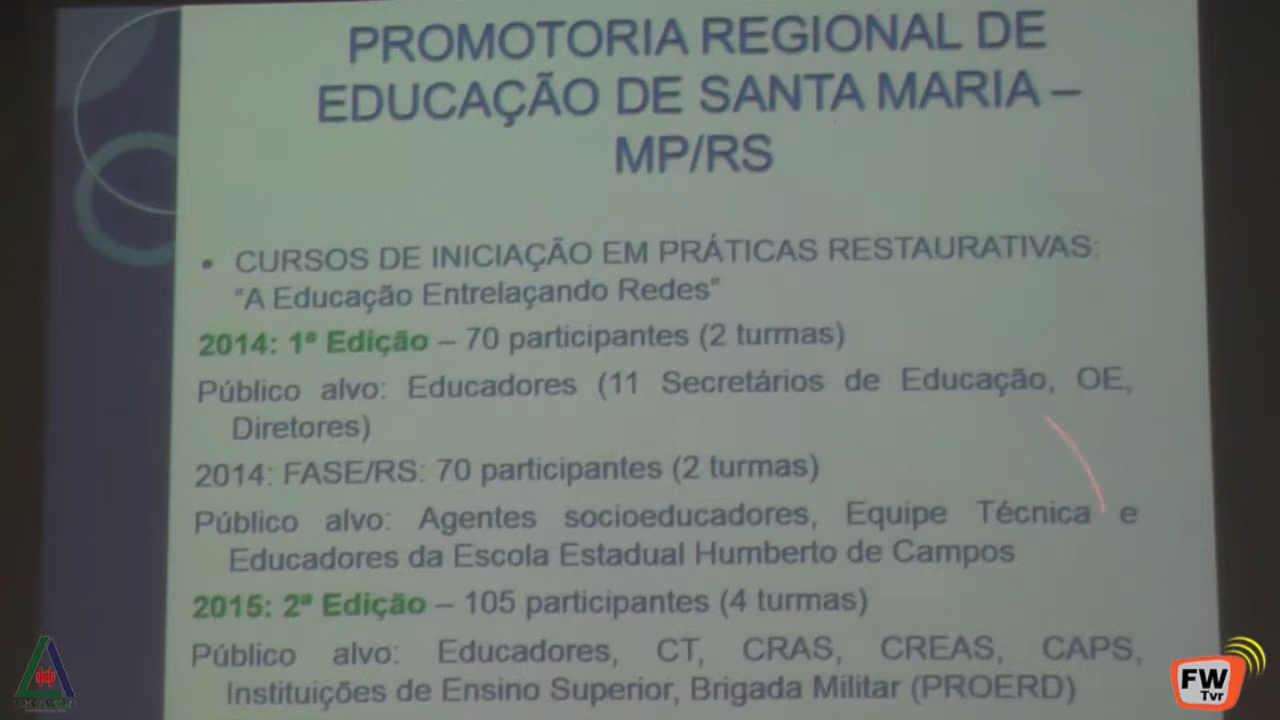 PROMOTORIA REGIONAL DE
EDUCAÇÃO DE SANTA MARIA –
MP/RS
• CURSOS DE INICIAÇÃO EM PRÁTICAS RESTAURATIVAS:
"A Educação Entrelaçando Redes"
2014: 1ª Edição – 70 participantes (2 turmas)
Público alvo: Educadores (11 Secretários de Educação, OE,
Diretores)
2014: FASE/RS: 70 participantes (2 turmas)
Público alvo: Agentes socioeducadores, Equipe Técnica e
Educadores da Escola Estadual Humberto de Campos
2015: 2ª Edição – 105 participantes (4 turmas)
Público alvo: Educadores, CT, CRAS, CREAS, CAPS,
Instituições de Ensino Superior, Brigada Militar (PROERD)
FW
Tvr